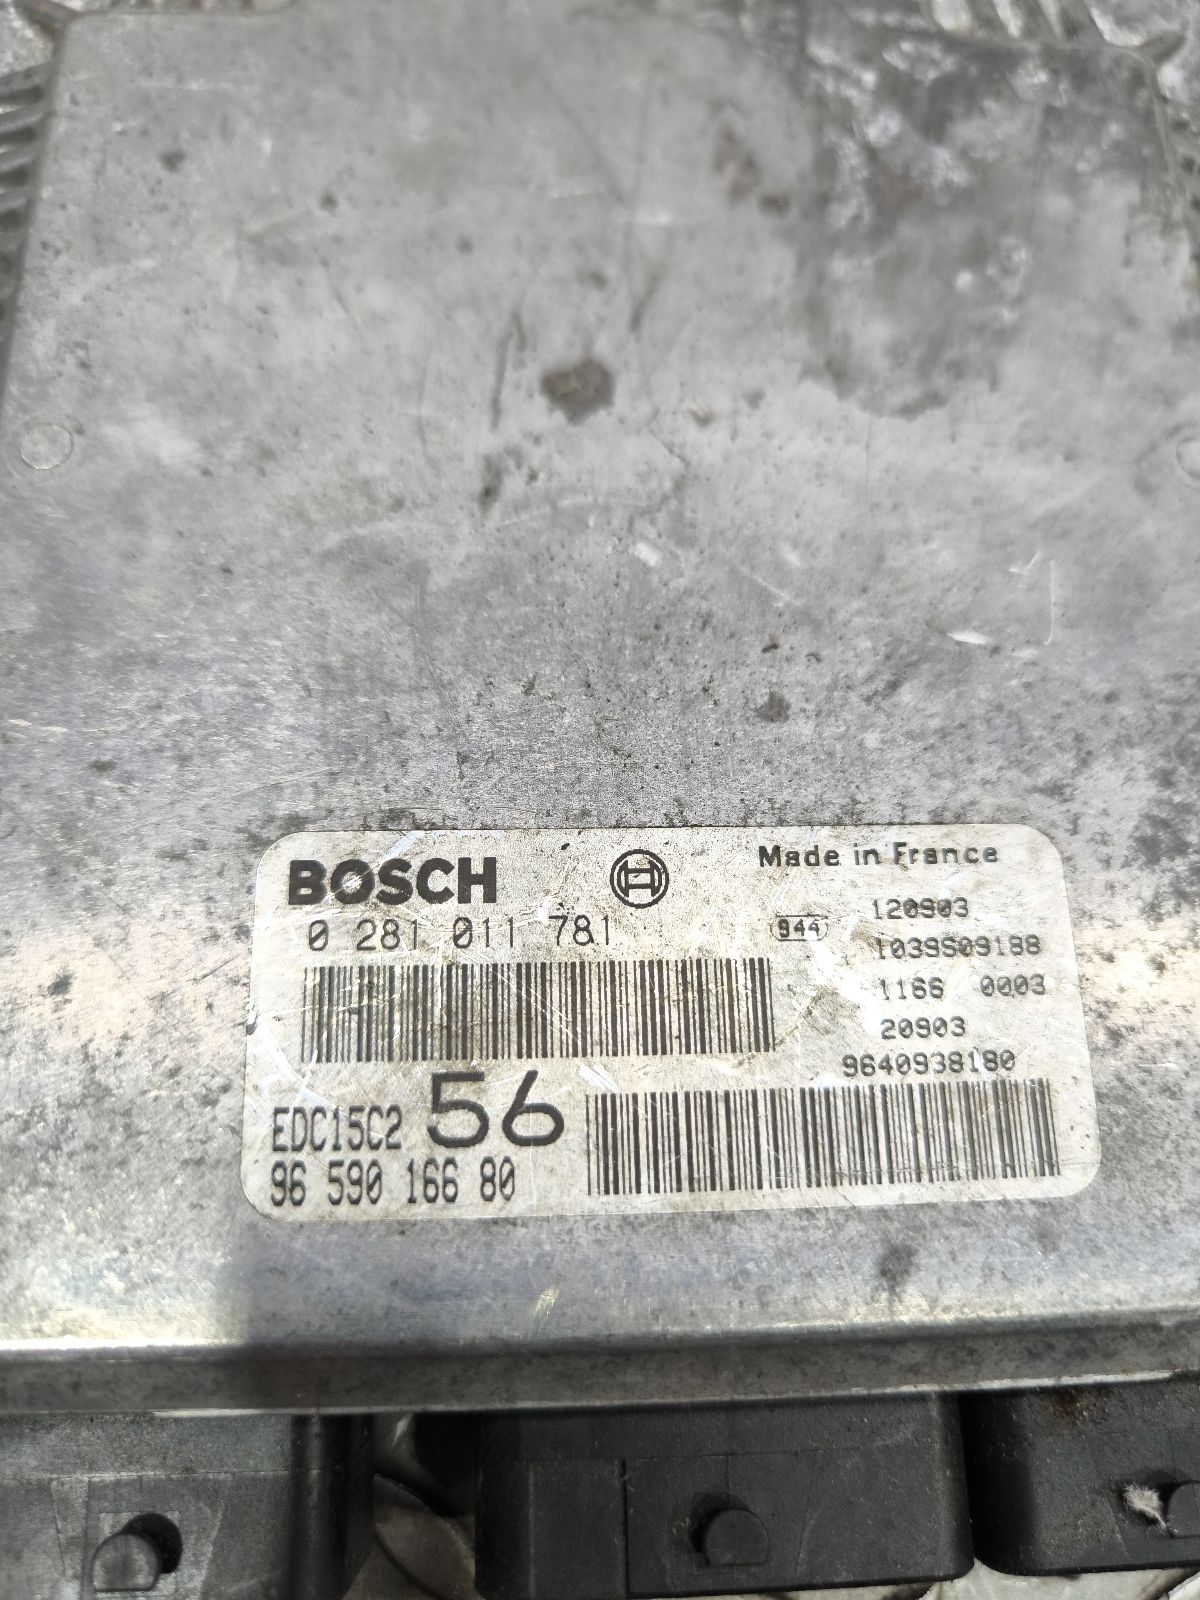 BOSCH
Made in France
0 281 011 781
944
120903
1039S09188
1166 0003
20903
9640938180
EDC15C2 56
96 590 166 80